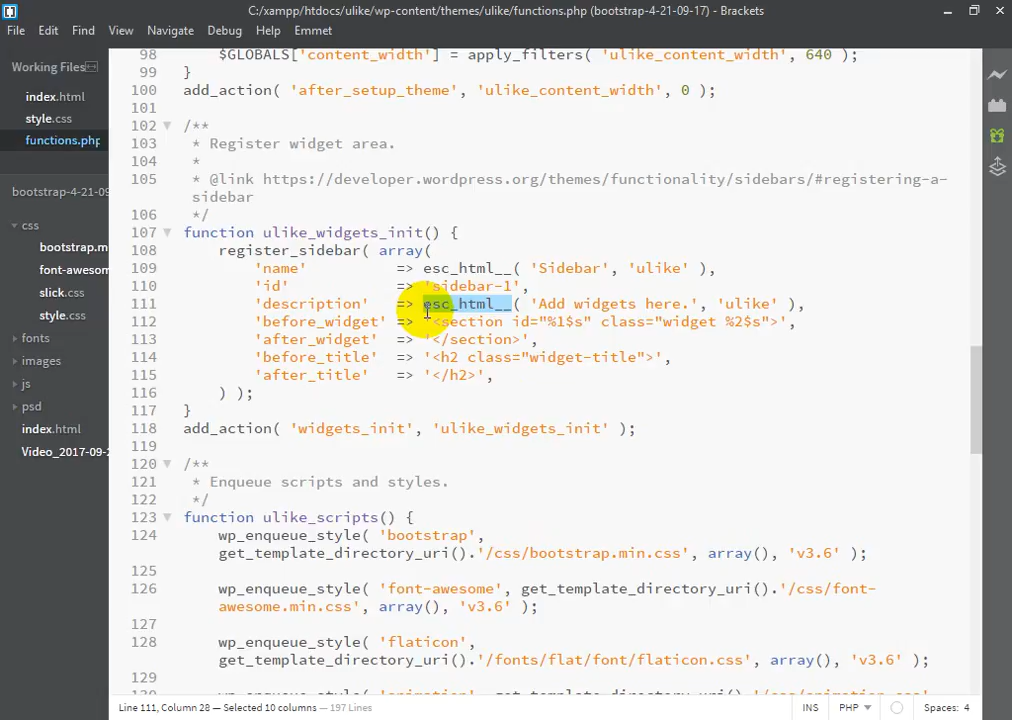 C:/xampp/htdocs/ulike/wp-content/themes/ulike/functions.php (bootstrap-4-21-09-17) - Brackets
File Edit Find View Navigate Debug Help Emmet
Working Files
index.html
style.css
functions.php
bootstrap-4-21-09
css
bootstrap.m
font-awesom
slick.css
style.css
fonts
images
js
psd
index.html
Video_2017-09-2
98 $GLOBALS['content_width'] = apply_filters( 'ulike_content_width', 640 );
99 }
100 add_action( 'after_setup_theme', 'ulike_content_width', 0 );
101
102 /**
103 * Register widget area.
104 *
105 * @link https://developer.wordpress.org/themes/functionality/sidebars/#registering-a-
sidebar
106 */
107 function ulike_widgets_init() {
108 register_sidebar( array(
109 'name' => esc_html__( 'Sidebar', 'ulike' ),
110 'id' => 'sidebar-1',
111 'description' => esc_html__( 'Add widgets here.', 'ulike' ),
112 'before_widget' => '<section id="%1$s" class="widget %2$s">',
113 'after_widget' => '</section>',
114 'before_title' => '<h2 class="widget-title">',
115 'after_title' => '</h2>',
116 ) );
117 }
118 add_action( 'widgets_init', 'ulike_widgets_init' );
119
120 /**
121 * Enqueue scripts and styles.
122 */
123 function ulike_scripts() {
124 wp_enqueue_style( 'bootstrap',
get_template_directory_uri().'/css/bootstrap.min.css', array(), 'v3.6' );
125
126 wp_enqueue_style( 'font-awesome', get_template_directory_uri().'/css/font-
awesome.min.css', array(), 'v3.6' );
127
128 wp_enqueue_style( 'flaticon',
get_template_directory_uri().'/fonts/flat/font/flaticon.css', array(), 'v3.6' );
129
Line 111, Column 28 — Selected 10 columns — 197 Lines
INS PHP Spaces: 4